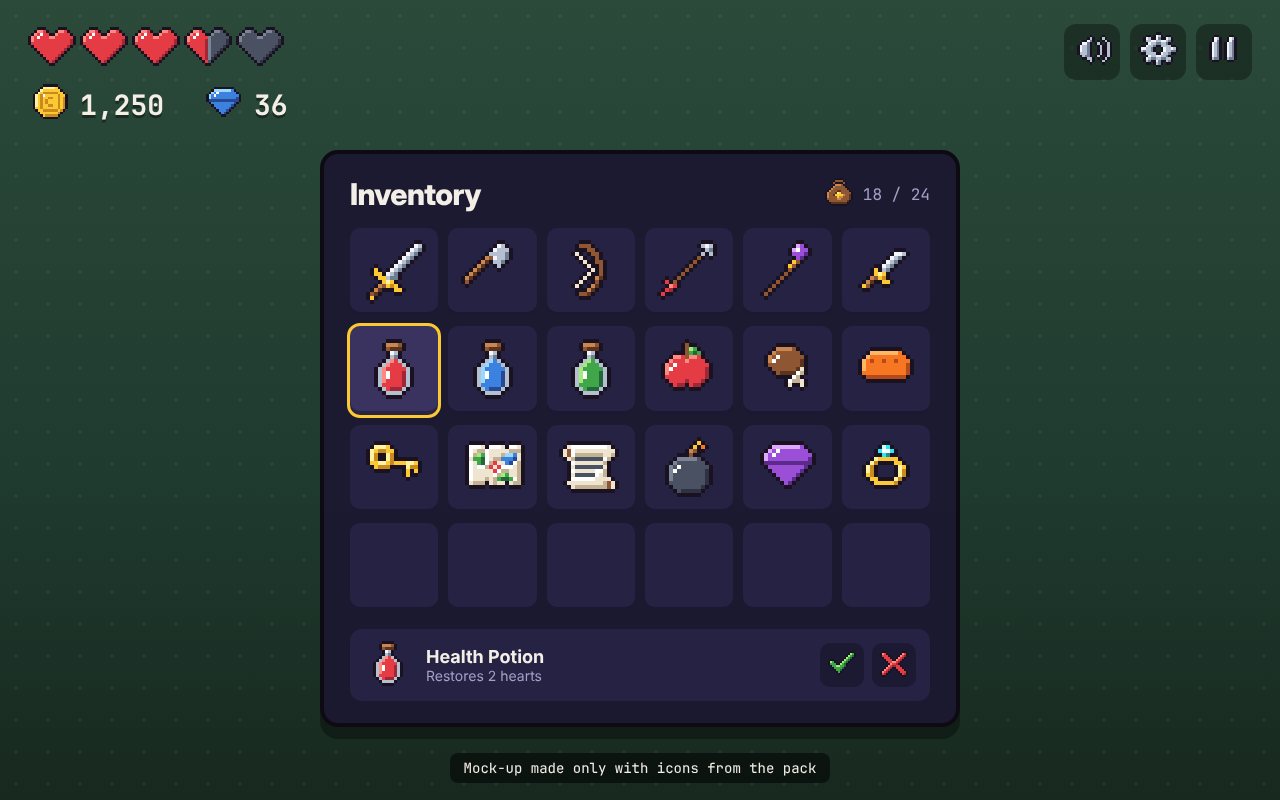 1,250
36
Inventory
18 / 24
Health Potion
Restores 2 hearts
Mock-up made only with icons from the pack